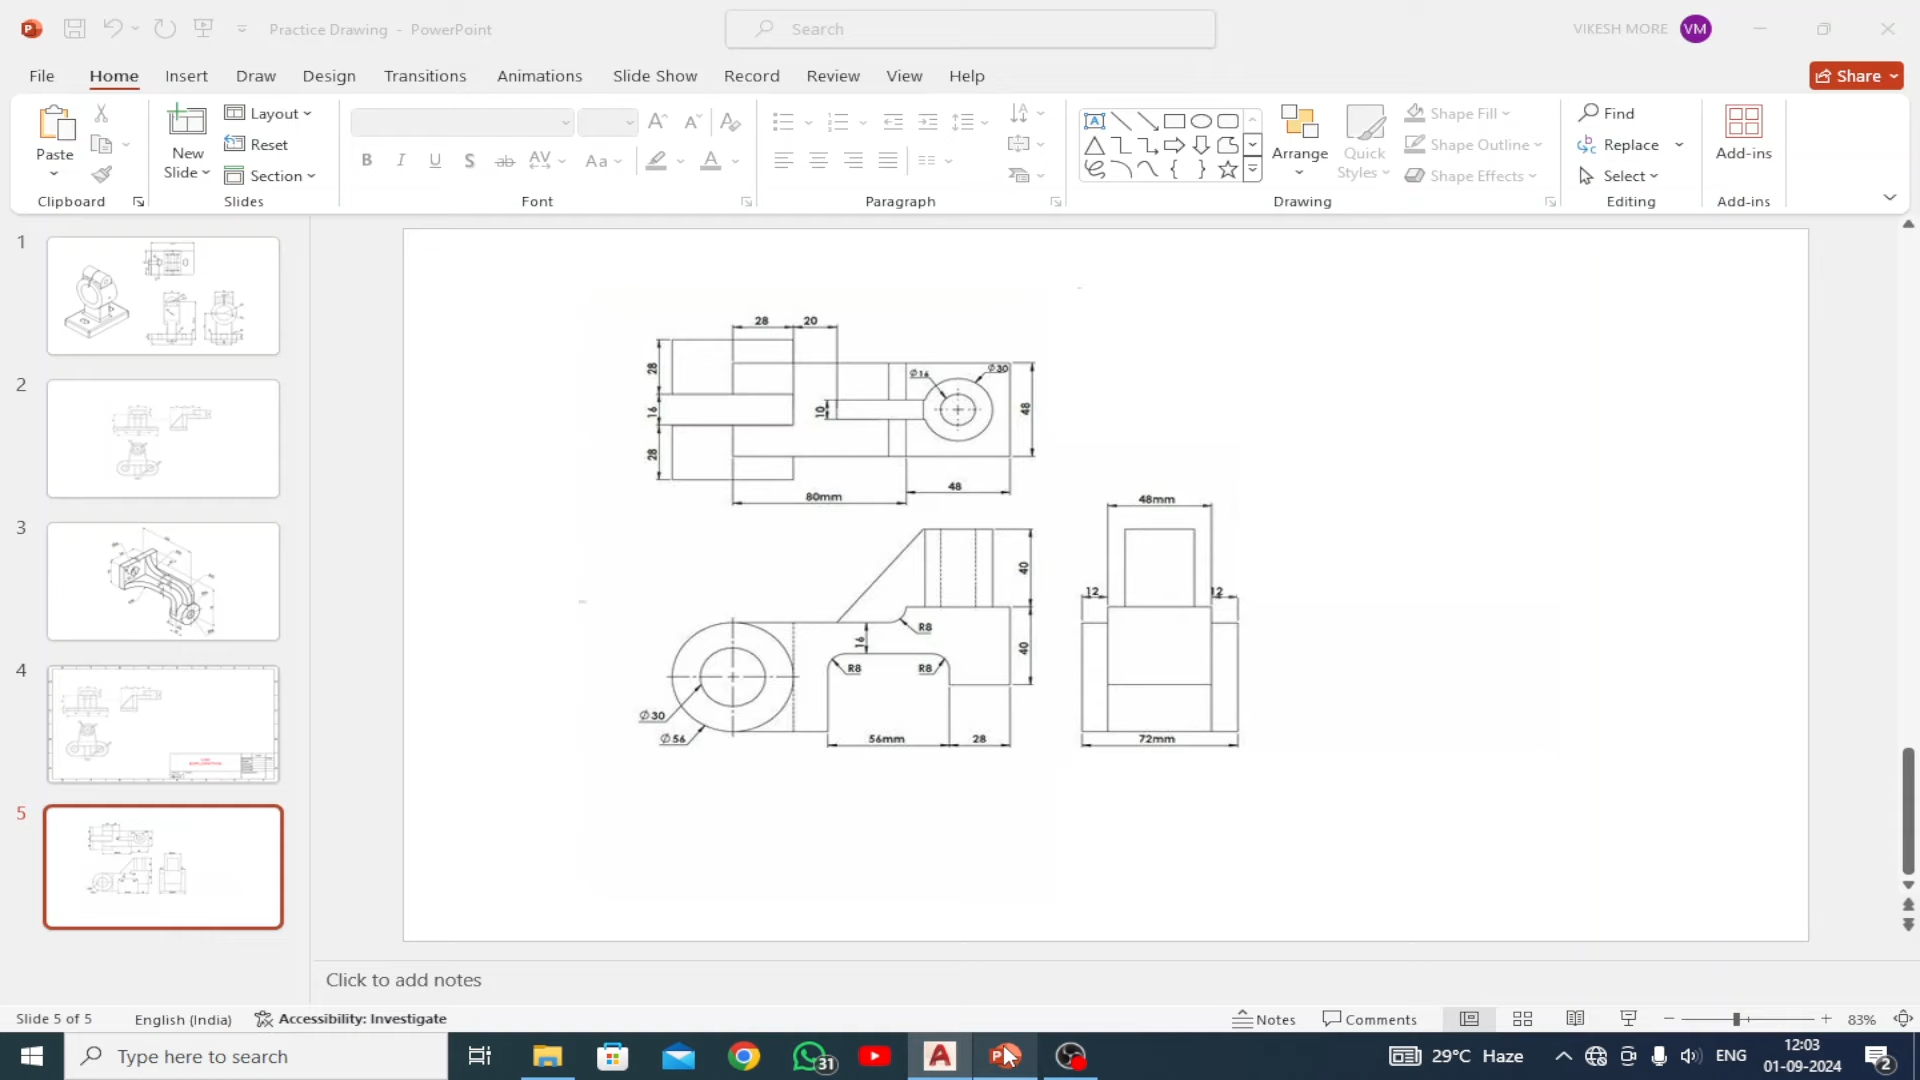 Practice Drawing - PowerPoint
Search
VIKESH MORE VM
File Home Insert Draw Design Transitions Animations Slide Show Record Review View Help
Share
Paste
New Slide
Layout
Reset
Section
B I U S ab AV Aa A
Arrange
Quick Styles
Shape Fill
Shape Outline
Shape Effects
Find
Replace
Select
Add-ins
Clipboard Slides Font Paragraph Drawing Editing Add-ins
1
2
3
4
5
28 20
28
16
28
10
Ø16
Ø30
48
48
80mm
40
40
R8
16
R8 R8
Ø30
Ø56
56mm 28
48mm
12 12
72mm
Click to add notes
Slide 5 of 5 English (India) Accessibility: Investigate Notes Comments 83%
Type here to search
31
29°C Haze
ENG
12:03
01-09-2024
2